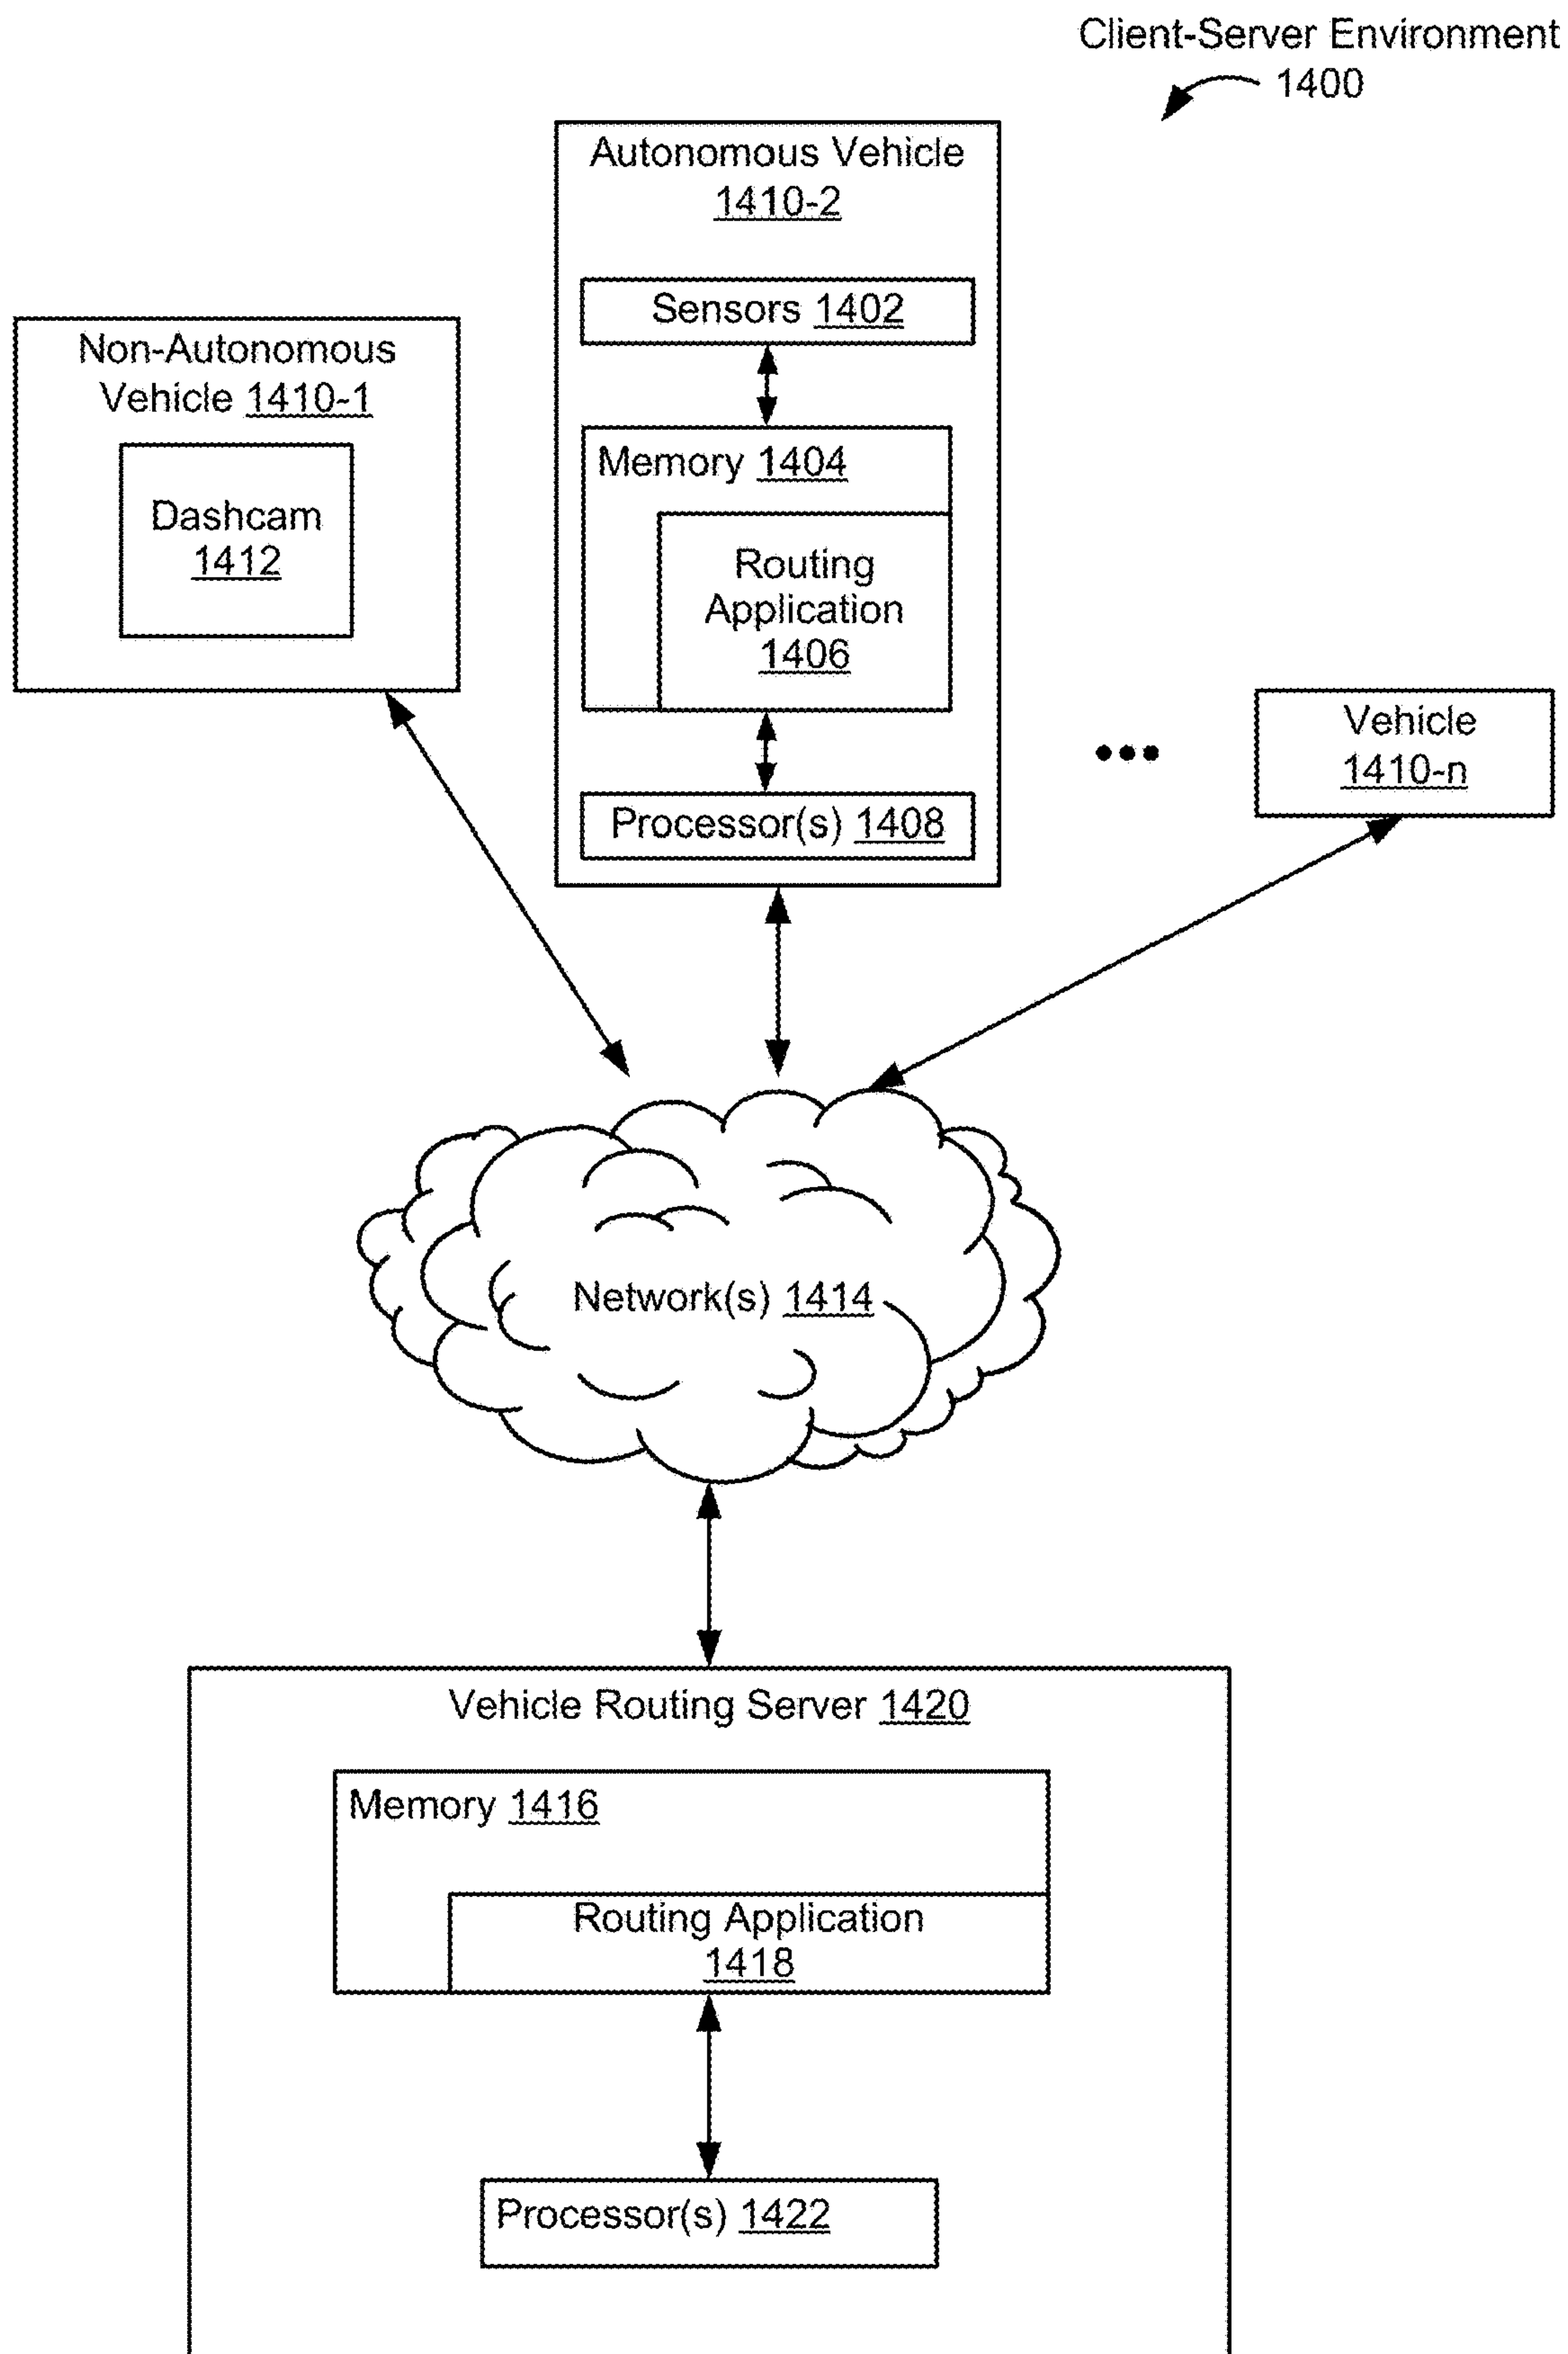 Client-Server Environment
1400
Autonomous Vehicle
1410-2
Sensors 1402
Memory 1404
Routing
Application
1406
Processor(s) 1408
Non-Autonomous
Vehicle 1410-1
Dashcam
1412
Vehicle
1410-n
Network(s) 1414
Vehicle Routing Server 1420
Memory 1416
Routing Application
1418
Processor(s) 1422